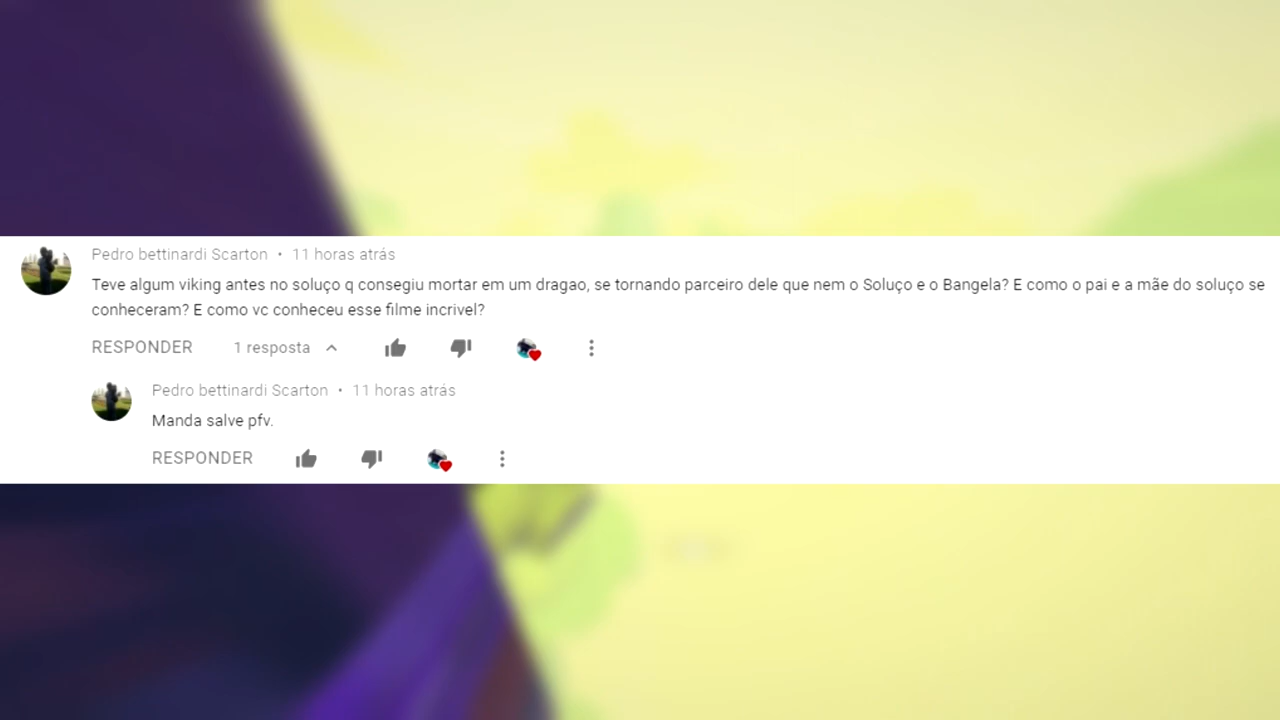 Pedro bettinardi Scarton • 11 horas atrás
Teve algum viking antes no soluço q consegiu mortar em um dragao, se tornando parceiro dele que nem o Soluço e o Bangela? E como o pai e a mãe do soluço se
conheceram? E como vc conheceu esse filme incrivel?
RESPONDER 1 resposta
Pedro bettinardi Scarton • 11 horas atrás
Manda salve pfv.
RESPONDER